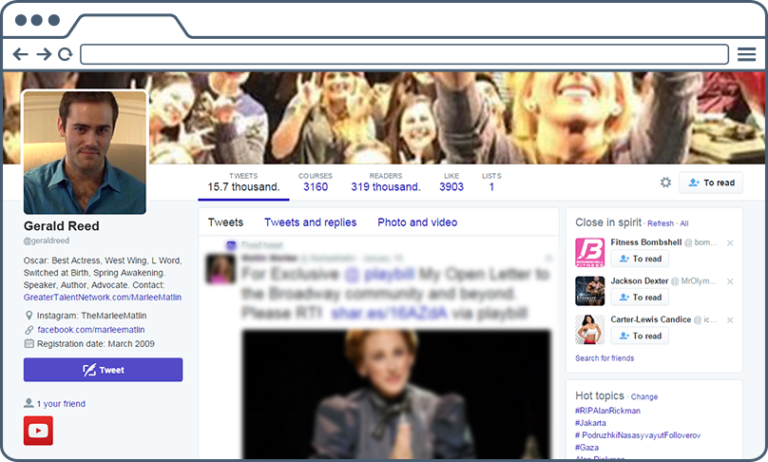 TWEETS
15.7 thousand.
COURSES
3160
READERS
319 thousand.
LIKE
3903
LISTS
1
To read
Gerald Reed
@geraldreed
Oscar: Best Actress, West Wing, L Word,
Switched at Birth, Spring Awakening.
Speaker, Author, Advocate. Contact:
GreaterTalentNetwork.com/MarleeMatlin
Instagram: TheMarleeMatlin
facebook.com/marleematlin
Registration date: March 2009
Tweet
1 your friend
Tweets
Tweets and replies
Photo and video
For Exclusive @ playbill My Open Letter to
the Broadway community and beyond.
Please RT! shar.es/16AZdA via playbill
Close in spirit · Refresh · All
FITNESS
Fitness Bombshell @ bom...
To read
Jackson Dexter @ MrOlym...
To read
Carter-Lewis Candice @ ic...
To read
Search for friends
Hot topics · Change
#RIPAlanRickman
#Jakarta
# PodruzhkiNasasyvayutFolloverov
#Gaza
Alan Rickman